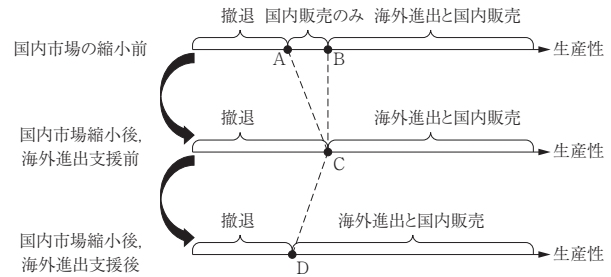 撤退 国内販売のみ 海外進出と国内販売
国内市場の縮小前
A B
生産性
撤退 海外進出と国内販売
国内市場縮小後,
海外進出支援前
C
生産性
撤退 海外進出と国内販売
国内市場縮小後,
海外進出支援後
D
生産性